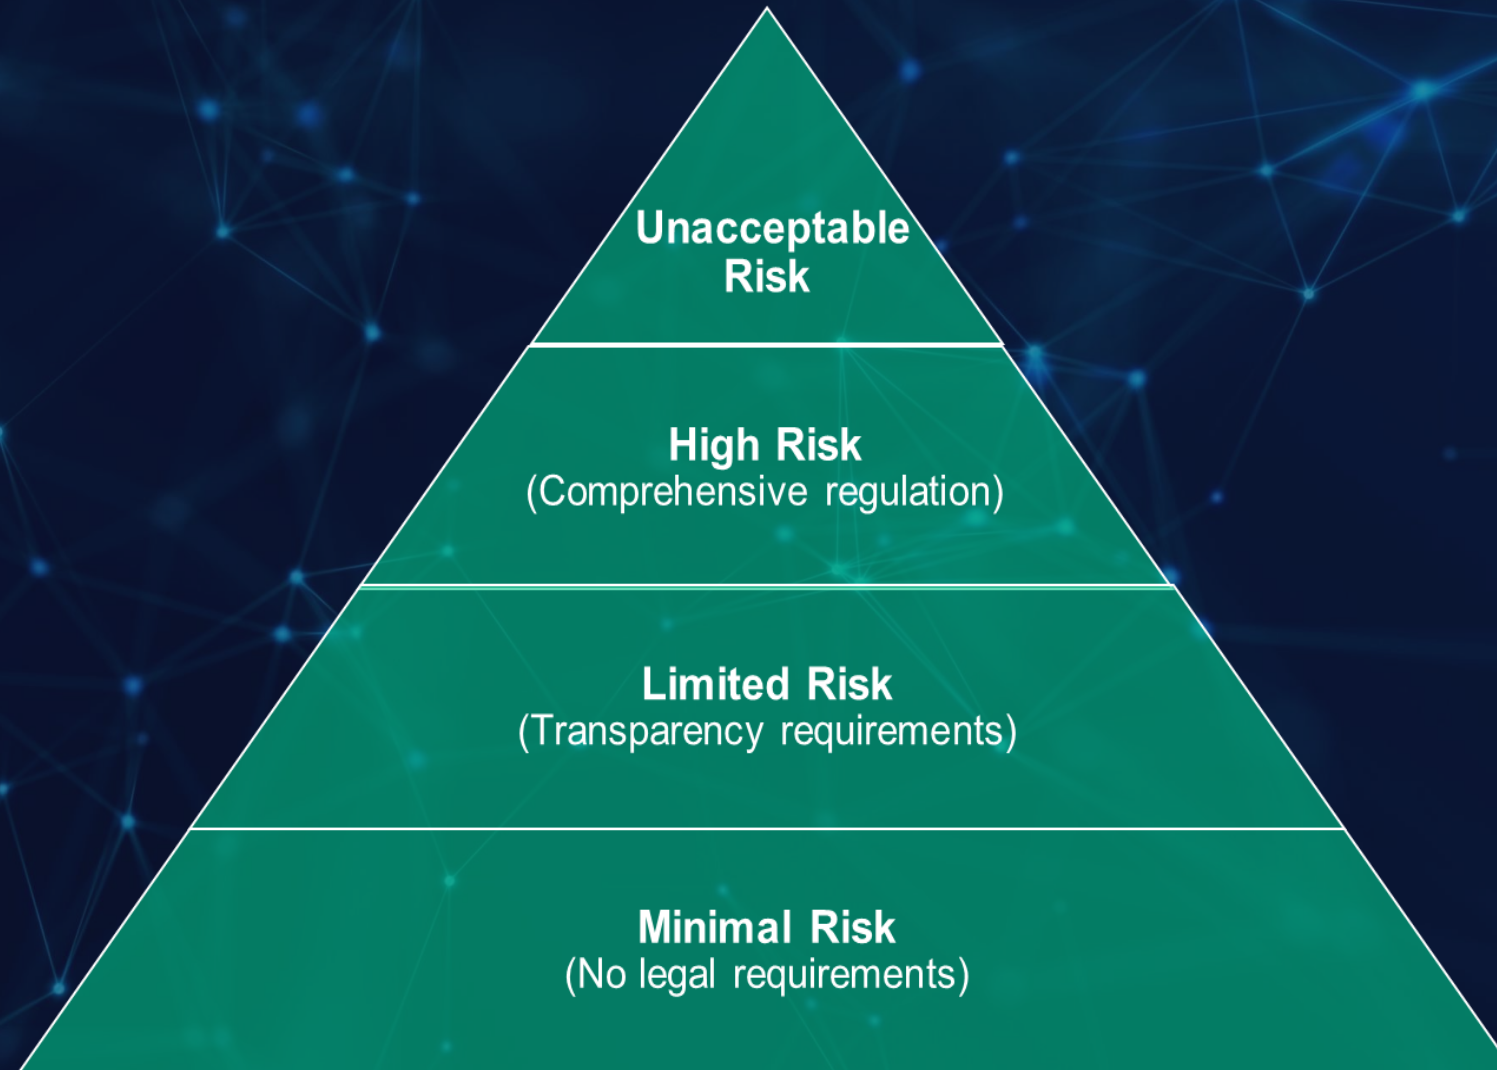 Unacceptable
Risk
High Risk
(Comprehensive regulation)
Limited Risk
(Transparency requirements)
Minimal Risk
(No legal requirements)